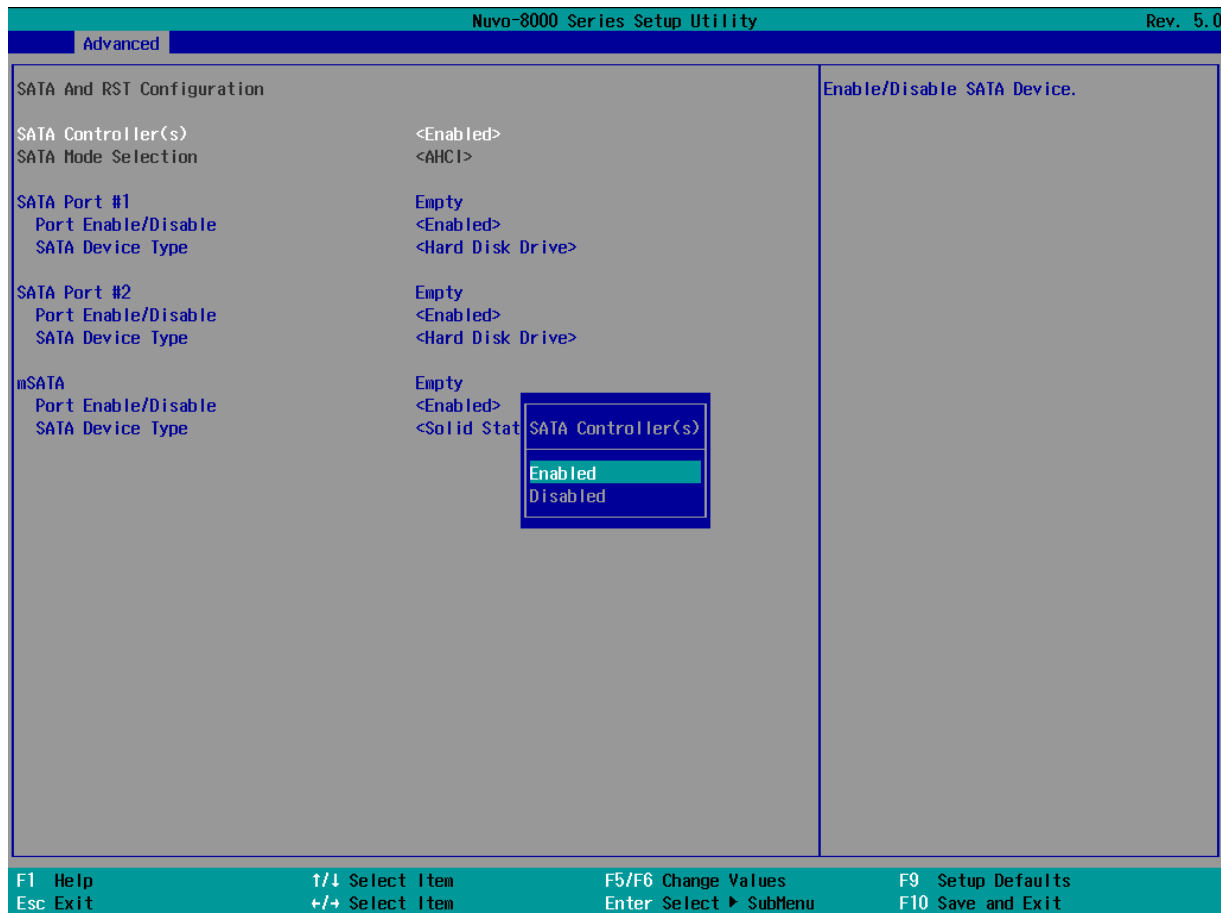 Nuvo-8000 Series Setup Utility Rev. 5.0
Advanced
SATA And RST Configuration Enable/Disable SATA Device.
SATA Controller(s) <Enabled>
SATA Mode Selection <AHCI>
SATA Port #1 Empty
Port Enable/Disable <Enabled>
SATA Device Type <Hard Disk Drive>
SATA Port #2 Empty
Port Enable/Disable <Enabled>
SATA Device Type <Hard Disk Drive>
mSATA Empty
Port Enable/Disable <Enabled>
SATA Device Type <Solid Stat
SATA Controller(s)
Enabled
Disabled
F1 Help ↑/↓ Select Item F5/F6 Change Values F9 Setup Defaults
Esc Exit ←/→ Select Item Enter Select ▶ SubMenu F10 Save and Exit